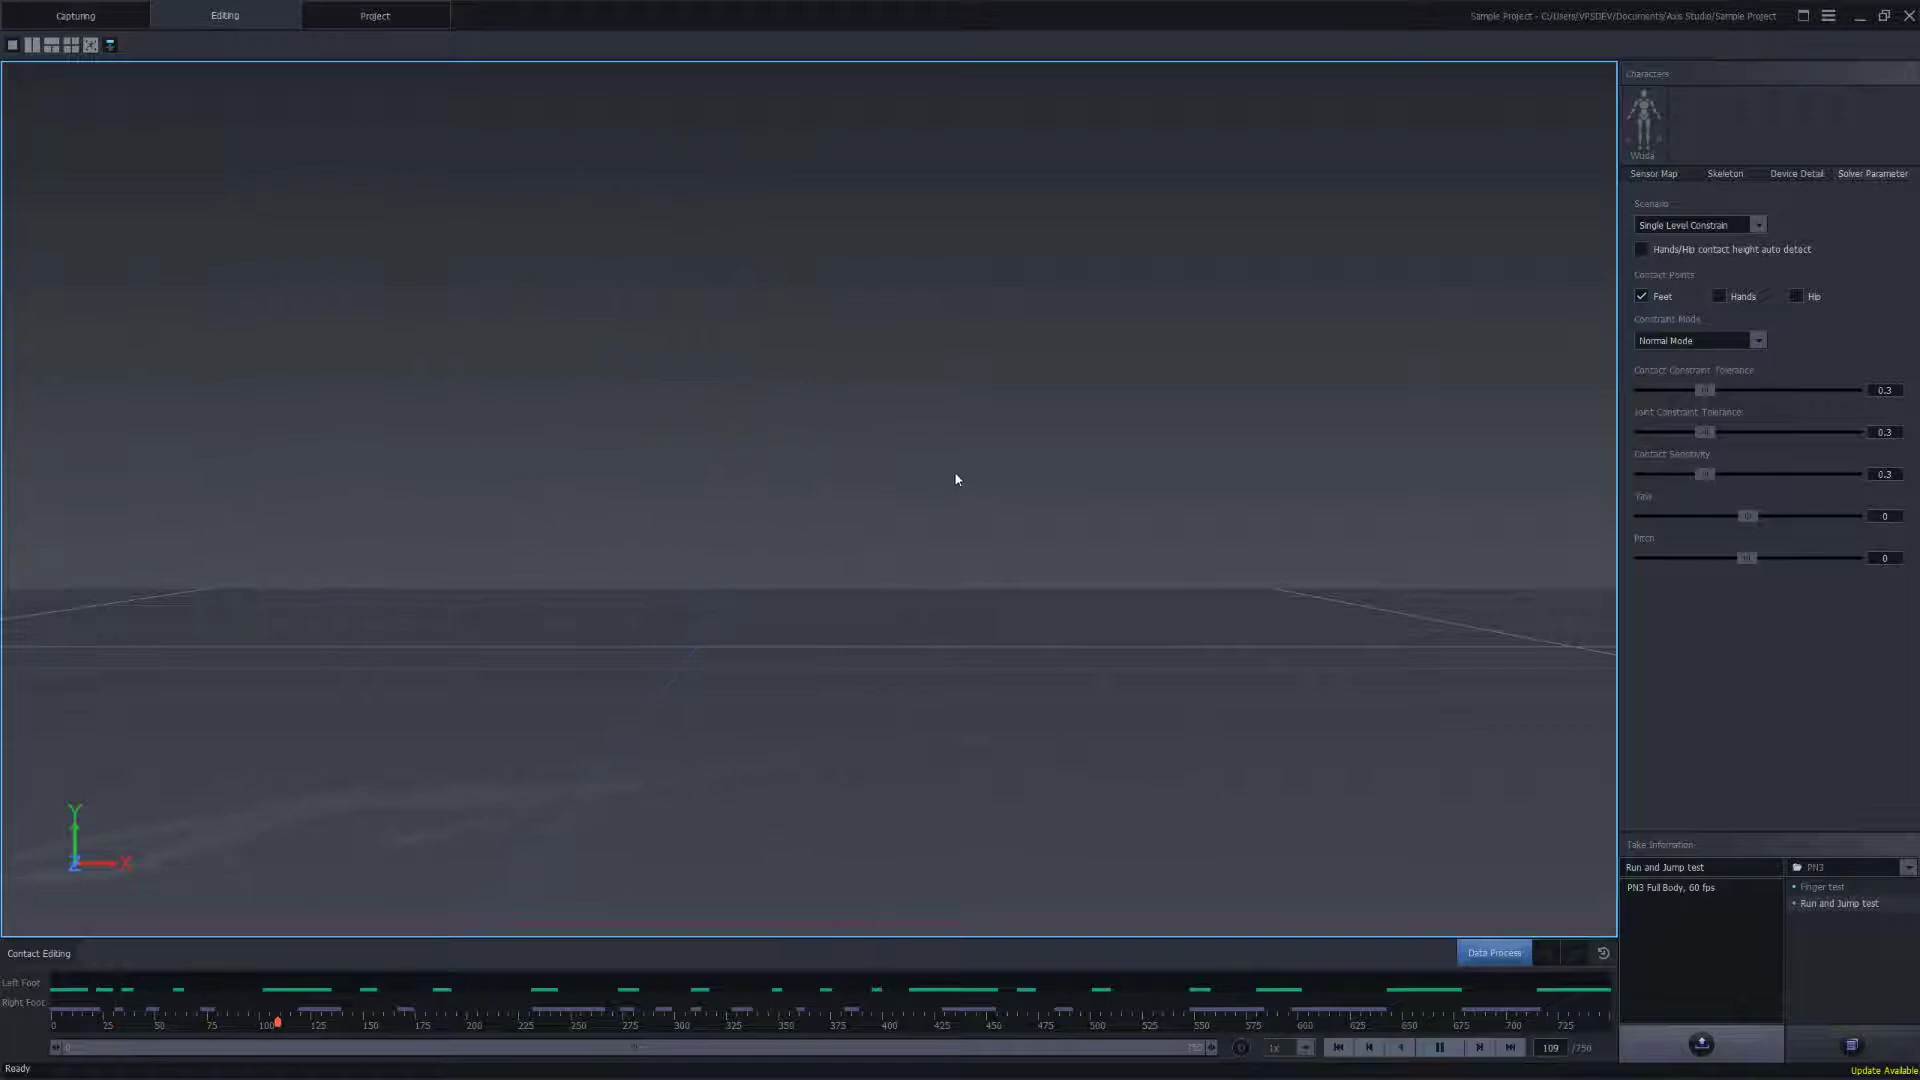 Capturing Editing Project Sample Project - C:/Users/VPSDEV/Documents/Axis Studio/Sample Project
Characters
Wuda
Sensor Map Skeleton Device Detail Solver Parameter
Scenario
Single Level Constrain
Hands/Hip contact height auto detect
Contact Points
Feet Hands Hip
Constraint Mode
Normal Mode
Contact Constraint Tolerance
0.3
Joint Constraint Tolerance
0.3
Contact Sensitivity
0.3
Yaw
0
Pitch
0
Y
Z X
Take Information
Run and Jump test PN3
PN3 Full Body, 60 fps Finger test
Run and Jump test
Contact Editing Data Process
Left Foot
Right Foot
0 25 50 75 100 125 150 175 200 225 250 275 300 325 350 375 400 425 450 475 500 525 550 575 600 625 650 675 700 725
0 750 1x 109 /750
Ready Update Available